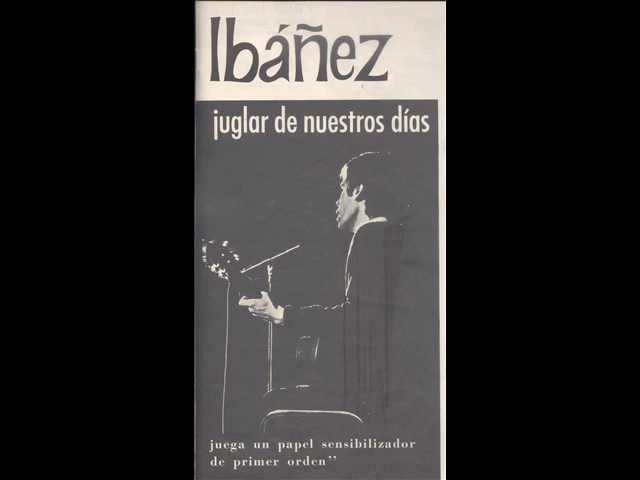 Ibáñez
juglar de nuestros días
juega un papel sensibilizador
de primer orden”